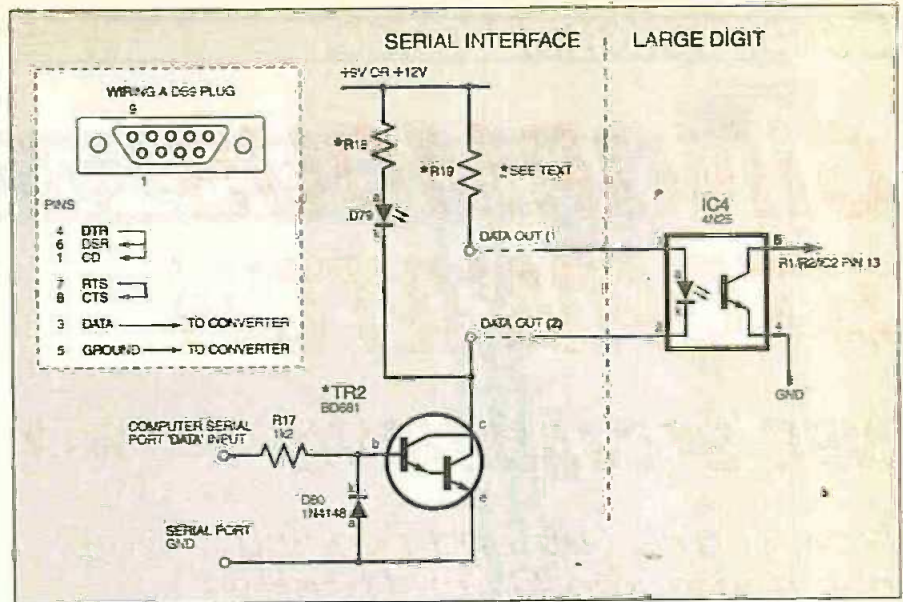 SERIAL INTERFACE
LARGE DIGIT
+9V OR +12V
WIRING A DB9 PLUG
9
1
PINS
4 DTR
6 DSR
1 CD
7 RTS
8 CTS
3 DATA TO CONVERTER
5 GROUND TO CONVERTER
*R18
*R19
*SEE TEXT
D79
a
k
DATA OUT (1
DATA OUT (2)
IC4
4N25
1
a
k
2
5
4
R1/R2/IC2 PIN 13
GND
*TR2
BD681
COMPUTER SERIAL
PORT 'DATA' INPUT
R17
1k2
b
c
e
D80
1N4148
k
a
SERIAL PORT
GND